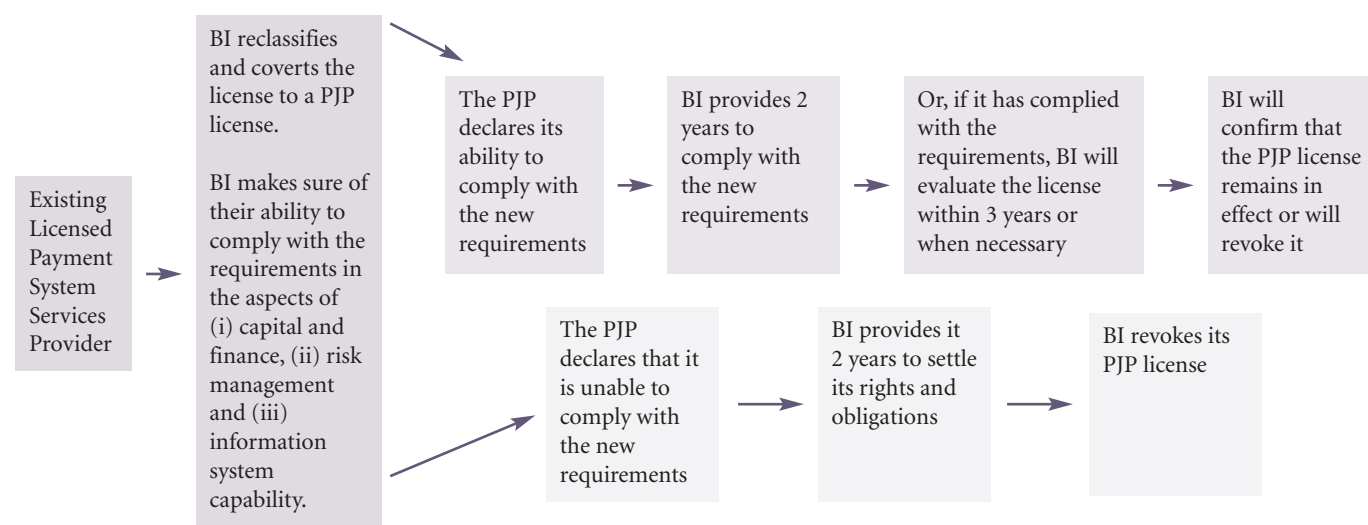 Existing
Licensed
Payment
System
Services
Provider
BI reclassifies
and coverts the
license to a PJP
license.
BI makes sure of
their ability to
comply with the
requirements in
the aspects of
(i) capital and
finance, (ii) risk
management
and (iii)
information
system
capability.
The PJP
declares its
ability to
comply with
the new
requirements
BI provides 2
years to
comply with
the new
requirements
Or, if it has complied
with the
requirements, BI will
evaluate the license
within 3 years or
when necessary
BI will
confirm that
the PJP license
remains in
effect or will
revoke it
The PJP
declares that it
is unable to
comply with
the new
requirements
BI provides it
2 years to settle
its rights and
obligations
BI revokes its
PJP license